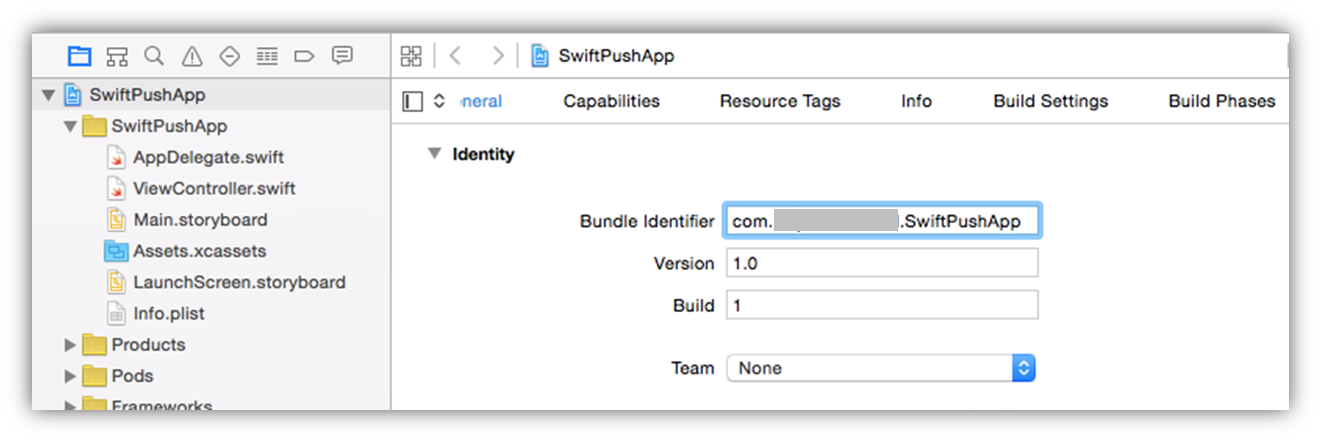 SwiftPushApp
SwiftPushApp
neral Capabilities Resource Tags Info Build Settings Build Phases
SwiftPushApp
AppDelegate.swift
ViewController.swift
Main.storyboard
Assets.xcassets
LaunchScreen.storyboard
Info.plist
Products
Pods
Frameworks
Identity
Bundle Identifier com. .SwiftPushApp
Version 1.0
Build 1
Team None